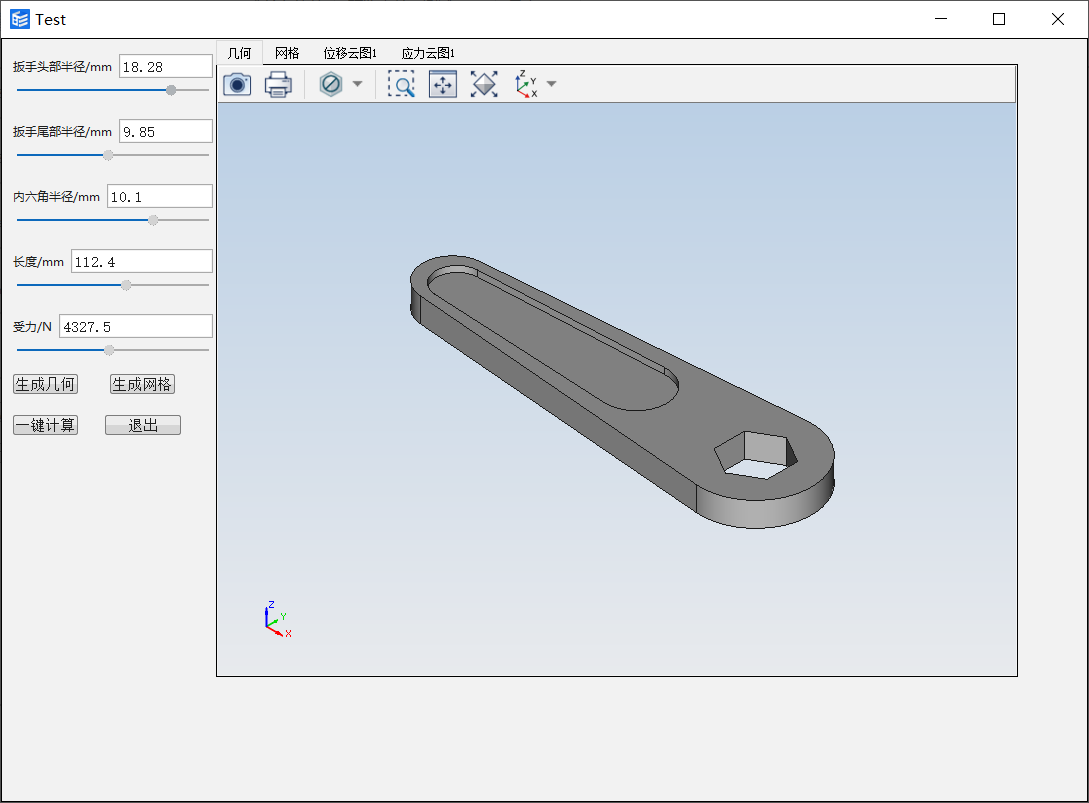 Test
几何 网格 位移云图1 应力云图1
扳手头部半径/mm 18.28
扳手尾部半径/mm 9.85
内六角半径/mm 10.1
长度/mm 112.4
受力/N 4327.5
生成几何 生成网格
一键计算 退出
Z
Y
X
Z
Y
X